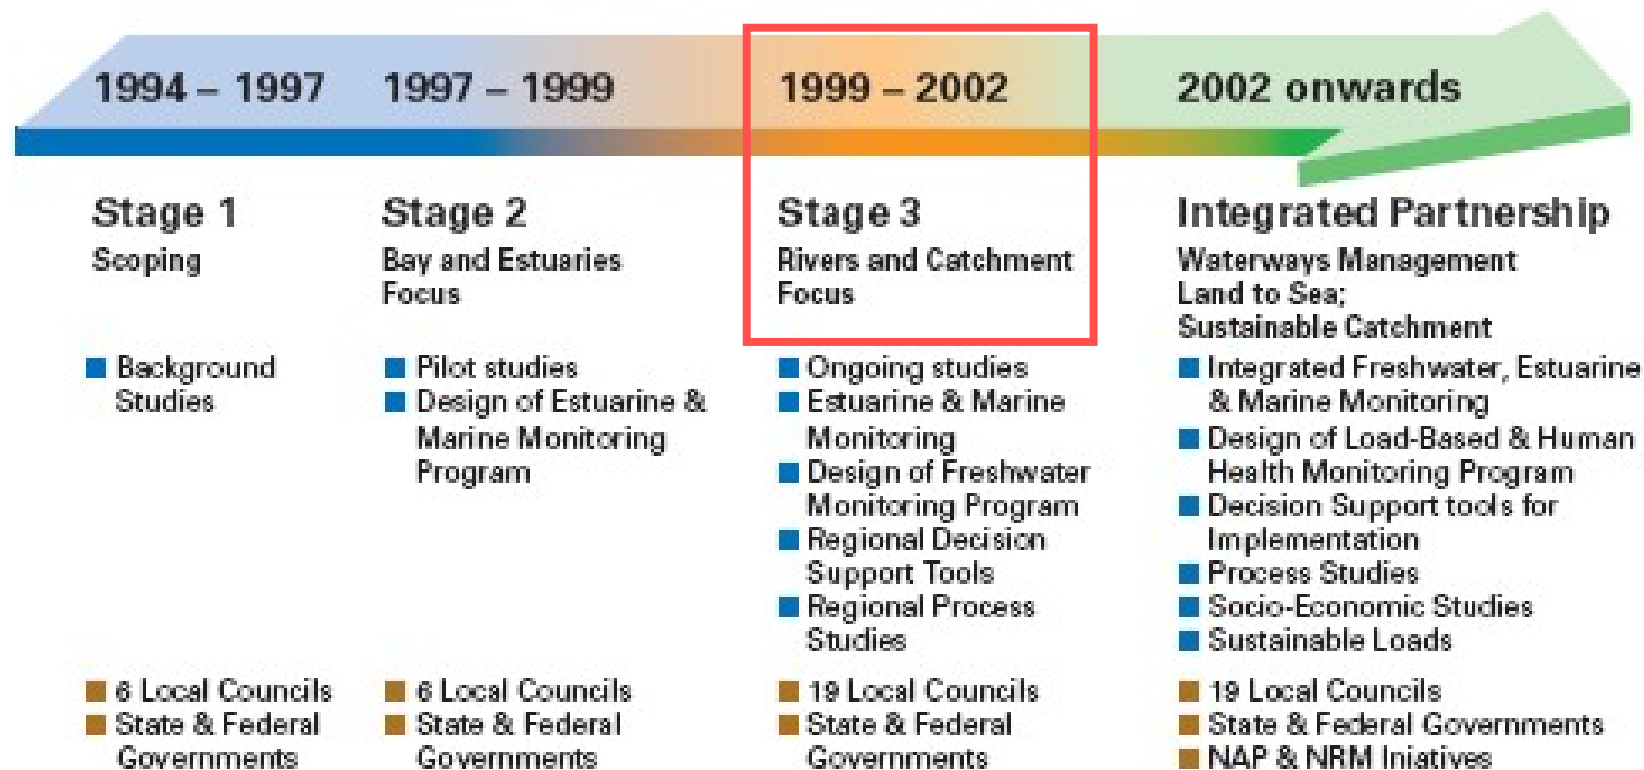 1994 – 1997
1997 – 1999
1999 – 2002
2002 onwards
Stage 1
Scoping
Background
Studies
6 Local Councils
State & Federal
Governments
Stage 2
Bay and Estuaries
Focus
Pilot studies
Design of Estuarine &
Marine Monitoring
Program
6 Local Councils
State & Federal
Governments
Stage 3
Rivers and Catchment
Focus
Ongoing studies
Estuarine & Marine
Monitoring
Design of Freshwater
Monitoring Program
Regional Decision
Support Tools
Regional Process
Studies
19 Local Councils
State & Federal
Governments
Integrated Partnership
Waterways Management
Land to Sea;
Sustainable Catchment
Integrated Freshwater, Estuarine
& Marine Monitoring
Design of Load-Based & Human
Health Monitoring Program
Decision Support tools for
Implementation
Process Studies
Socio-Economic Studies
Sustainable Loads
19 Local Councils
State & Federal Governments
NAP & NRM Iniatives